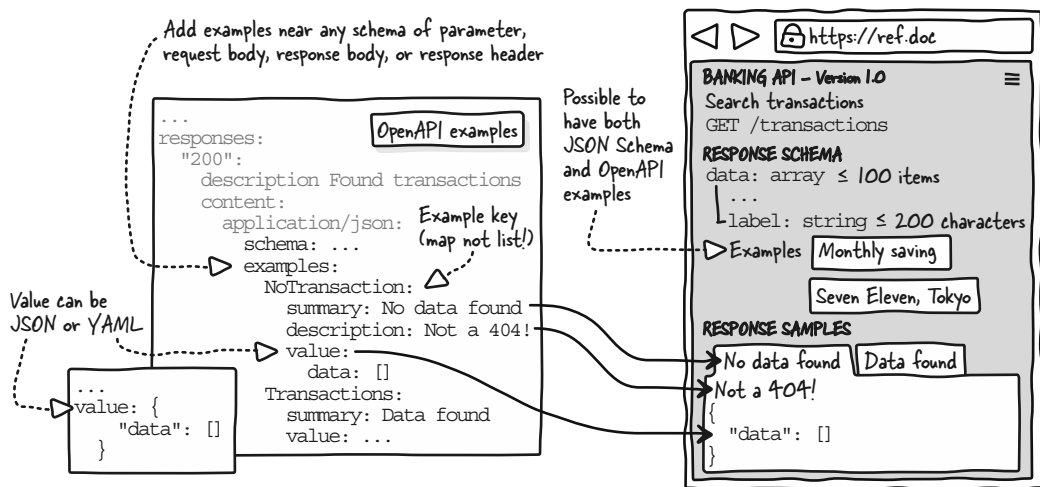 Add examples near any schema of parameter,
request body, response body, or response header
OpenAPI examples
...
responses:
"200":
description Found transactions
content:
application/json:
schema: ...
examples:
NoTransaction:
summary: No data found
description: Not a 404!
value:
data: []
Transactions:
summary: Data found
value: ...
Example key
(map not list!)
Value can be
JSON or YAML
...
value: {
"data": []
}
Possible to
have both
JSON Schema
and OpenAPI
examples
https://ref.doc
BANKING API – Version 1.0
Search transactions
GET /transactions
RESPONSE SCHEMA
data: array ≤ 100 items
...
label: string ≤ 200 characters
Examples Monthly saving
Seven Eleven, Tokyo
RESPONSE SAMPLES
No data found Data found
Not a 404!
{
"data": []
}